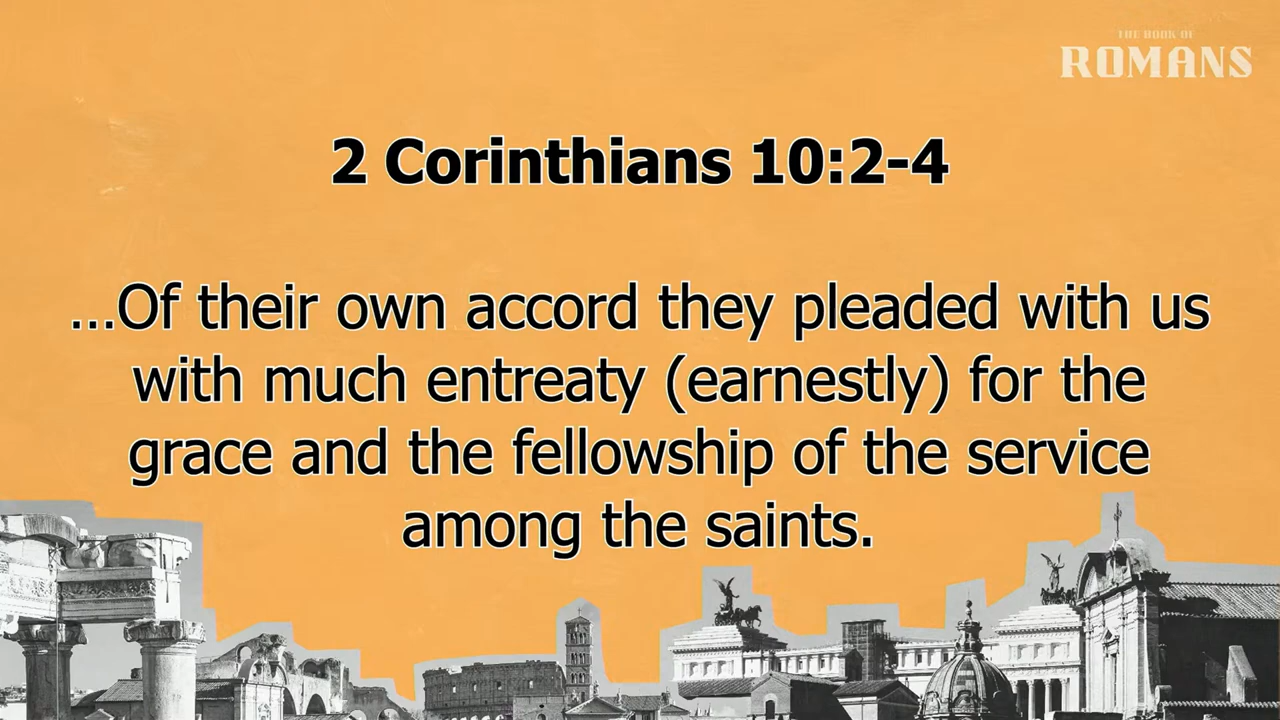 THE BOOK OF
ROMANS
2 Corinthians 10:2-4
...Of their own accord they pleaded with us
with much entreaty (earnestly) for the
grace and the fellowship of the service
among the saints.